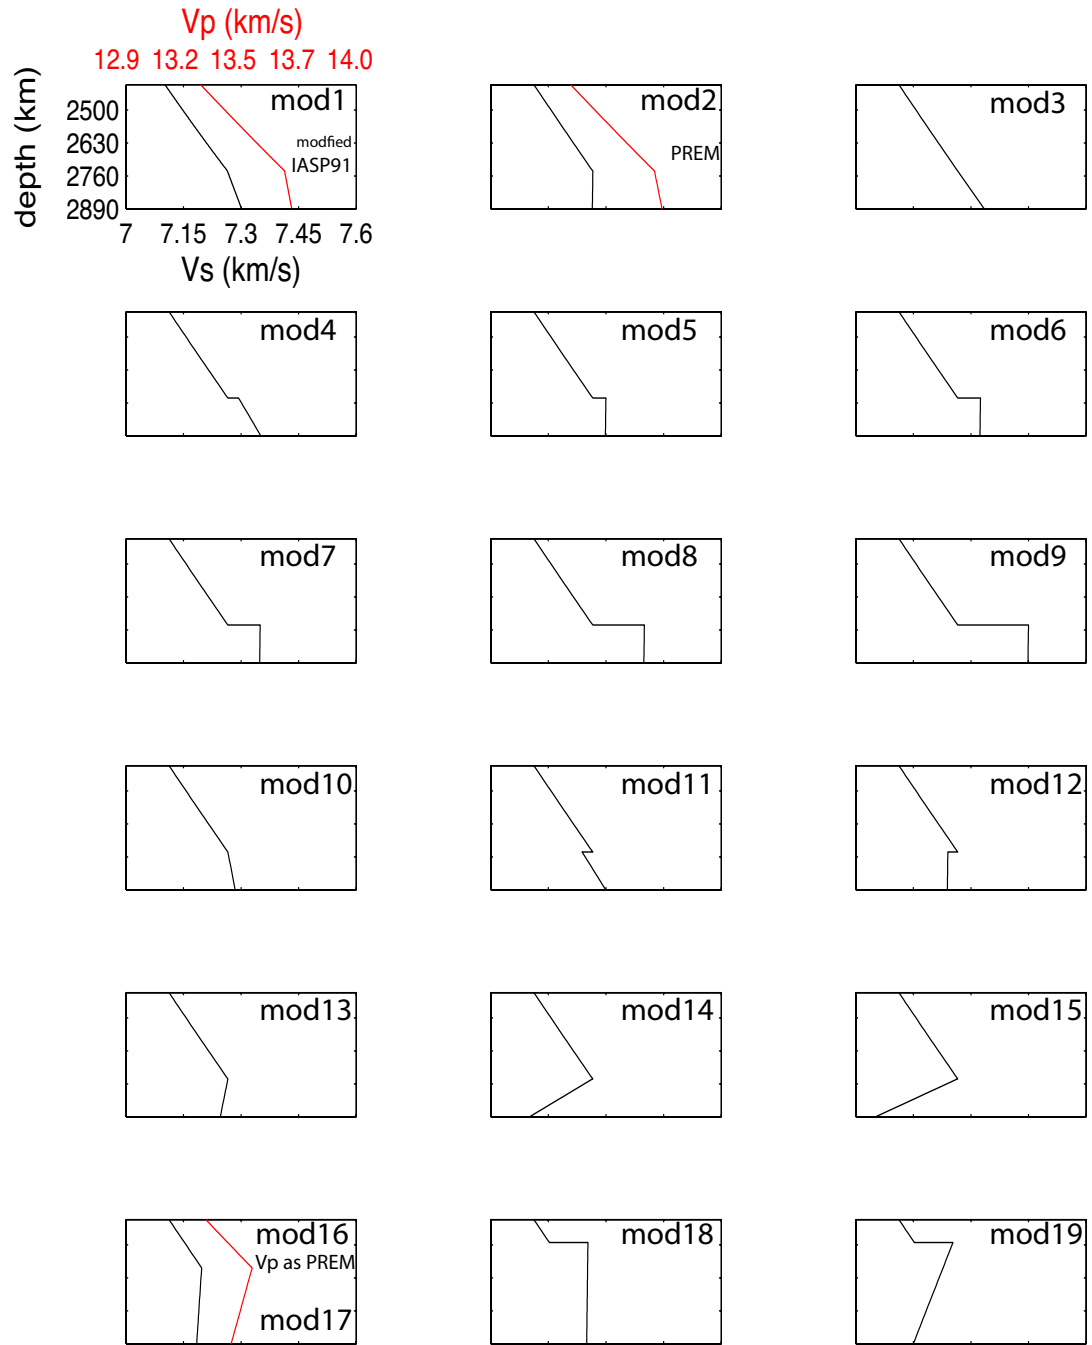 Vp (km/s)
12.9 13.2 13.5 13.7 14.0
depth (km)
2500
2630
2760
2890
mod1
modfied
IASP91
7 7.15 7.3 7.45 7.6
Vs (km/s)
mod2
PREM
mod3
mod4
mod5
mod6
mod7
mod8
mod9
mod10
mod11
mod12
mod13
mod14
mod15
mod16
Vp as PREM
mod17
mod18
mod19